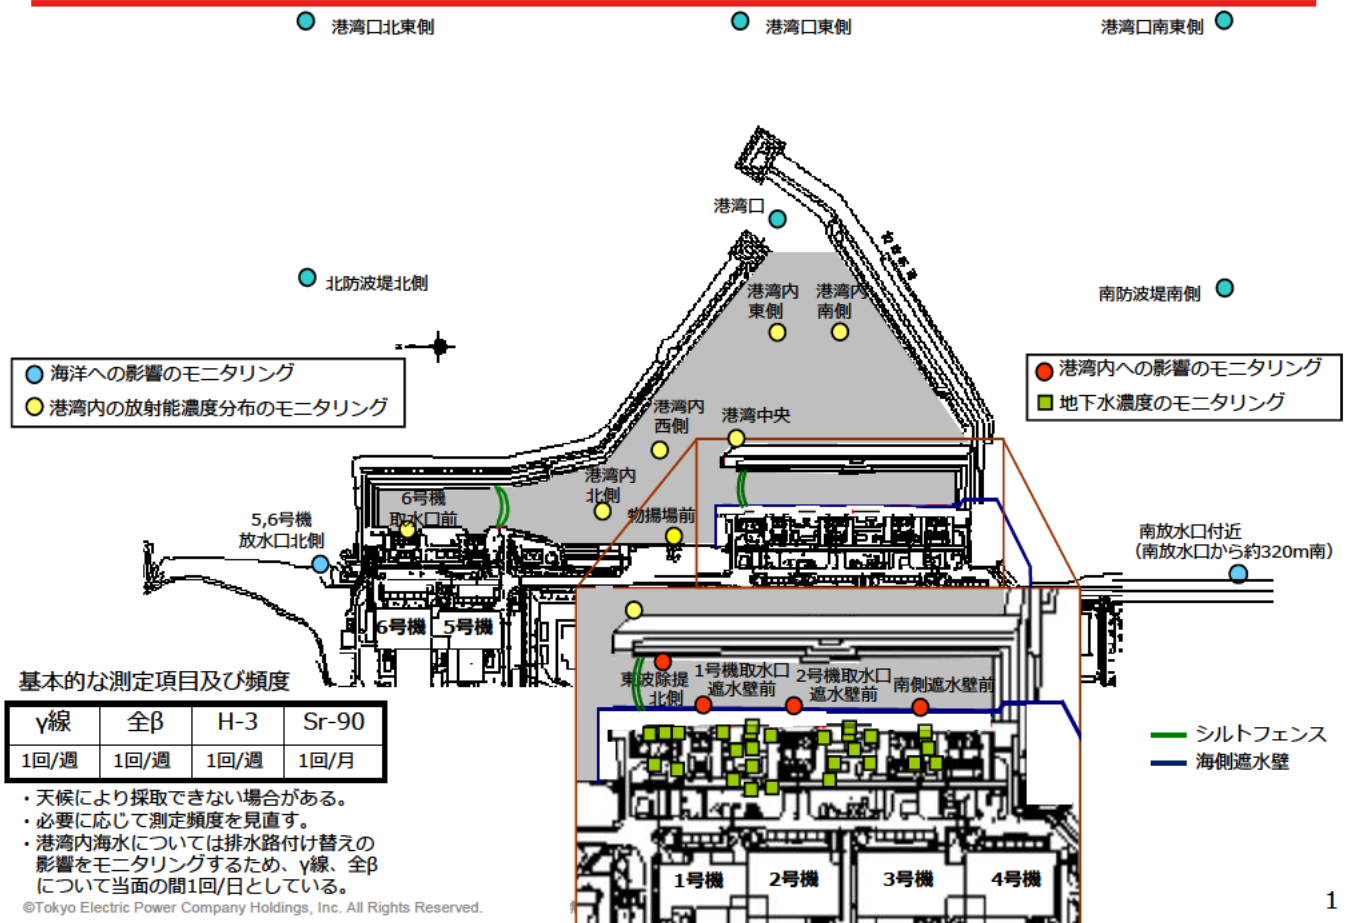 港湾口北東側
港湾口東側
港湾口南東側
港湾口
北防波堤北側
港湾内
東側
港湾内
南側
南防波堤南側
海洋への影響のモニタリング
港湾内の放射能濃度分布のモニタリング
港湾内への影響のモニタリング
地下水濃度のモニタリング
港湾内
西側
港湾中央
港湾内
北側
6号機
取水口前
物揚場前
5,6号機
放水口北側
南放水口付近
(南放水口から約320m南)
6号機
5号機
東波除堤
北側
1号機取水口
遮水壁前
2号機取水口
遮水壁前
南側遮水壁前
基本的な測定項目及び頻度
γ線 全β H-3 Sr-90
1回/週 1回/週 1回/週 1回/月
シルトフェンス
海側遮水壁
・天候により採取できない場合がある。
・必要に応じて測定頻度を見直す。
・港湾内海水については排水路付け替えの
影響をモニタリングするため、γ線、全β
について当面の間1回/日としている。
1号機
2号機
3号機
4号機
©Tokyo Electric Power Company Holdings, Inc. All Rights Reserved.
1